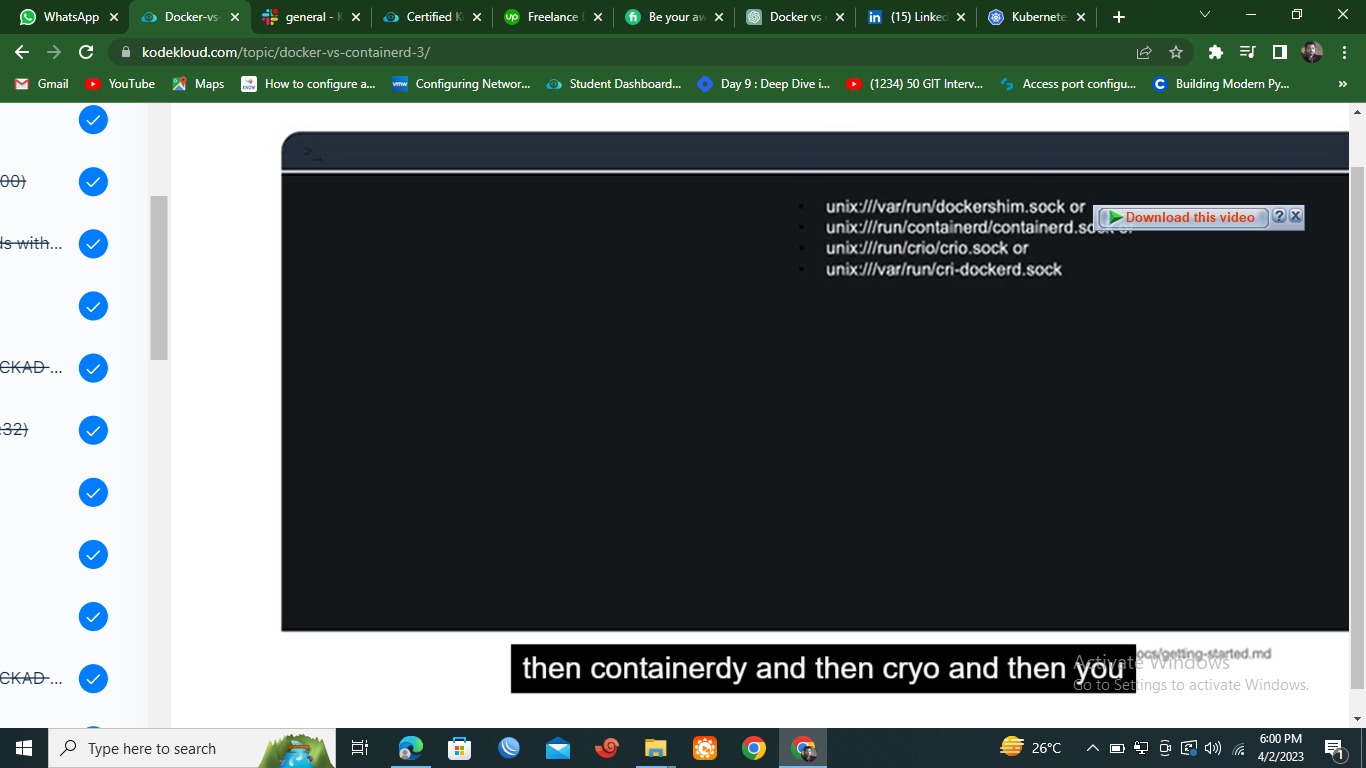 WhatsApp
Docker-vs-
general - K
Certified K
Freelance
Be your aw
Docker vs
(15) Linked
Kubernete
kodekloud.com/topic/docker-vs-containerd-3/
Gmail
YouTube
Maps
How to configure a...
Configuring Networ...
Student Dashboard...
Day 9 : Deep Dive i...
(1234) 50 GIT Interv...
Access port configu...
Building Modern Py...
»
00)
ds with...
CKAD ...
:32)
CKAD ...
>_
unix:///var/run/dockershim.sock or
unix:///run/containerd/containerd.sock or
unix:///run/crio/crio.sock or
unix:///var/run/cri-dockerd.sock
Download this video
? X
then containerdy and then cryo and then you
ocs/getting-started.md
Activate Windows
Go to Settings to activate Windows.
Type here to search
26°C
6:00 PM
4/2/2023
1